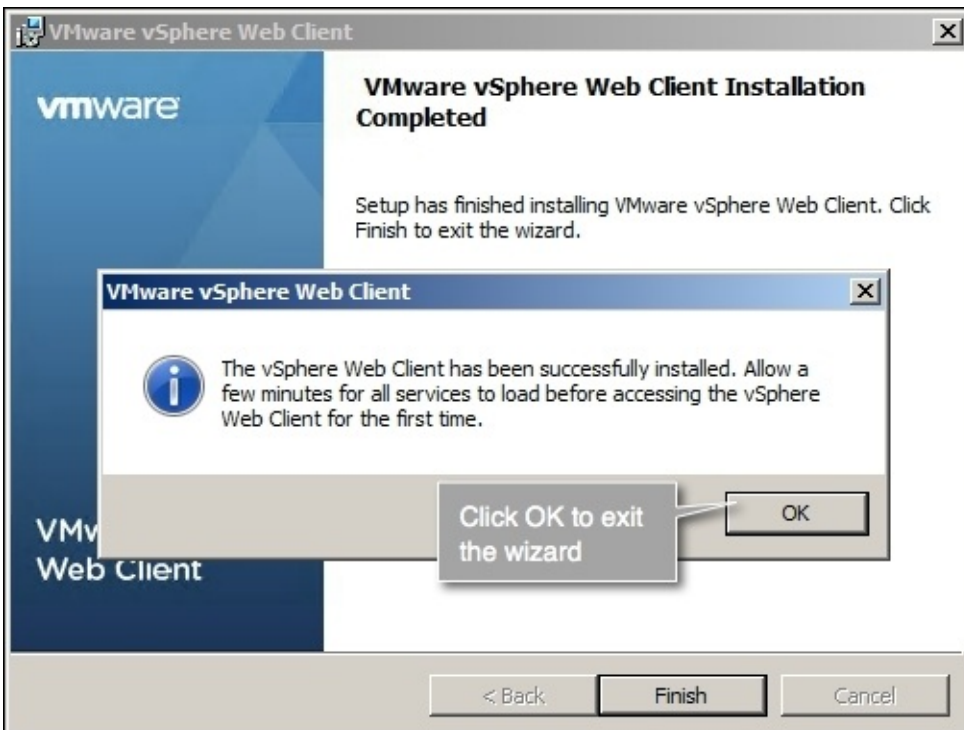 VMware vSphere Web Client
vmware
VMware vSphere Web Client Installation
Completed
Setup has finished installing VMware vSphere Web Client. Click
Finish to exit the wizard.
VMware vSphere Web Client
The vSphere Web Client has been successfully installed. Allow a
few minutes for all services to load before accessing the vSphere
Web Client for the first time.
Click OK to exit
the wizard
OK
Web Client
< Back
Finish
Cancel